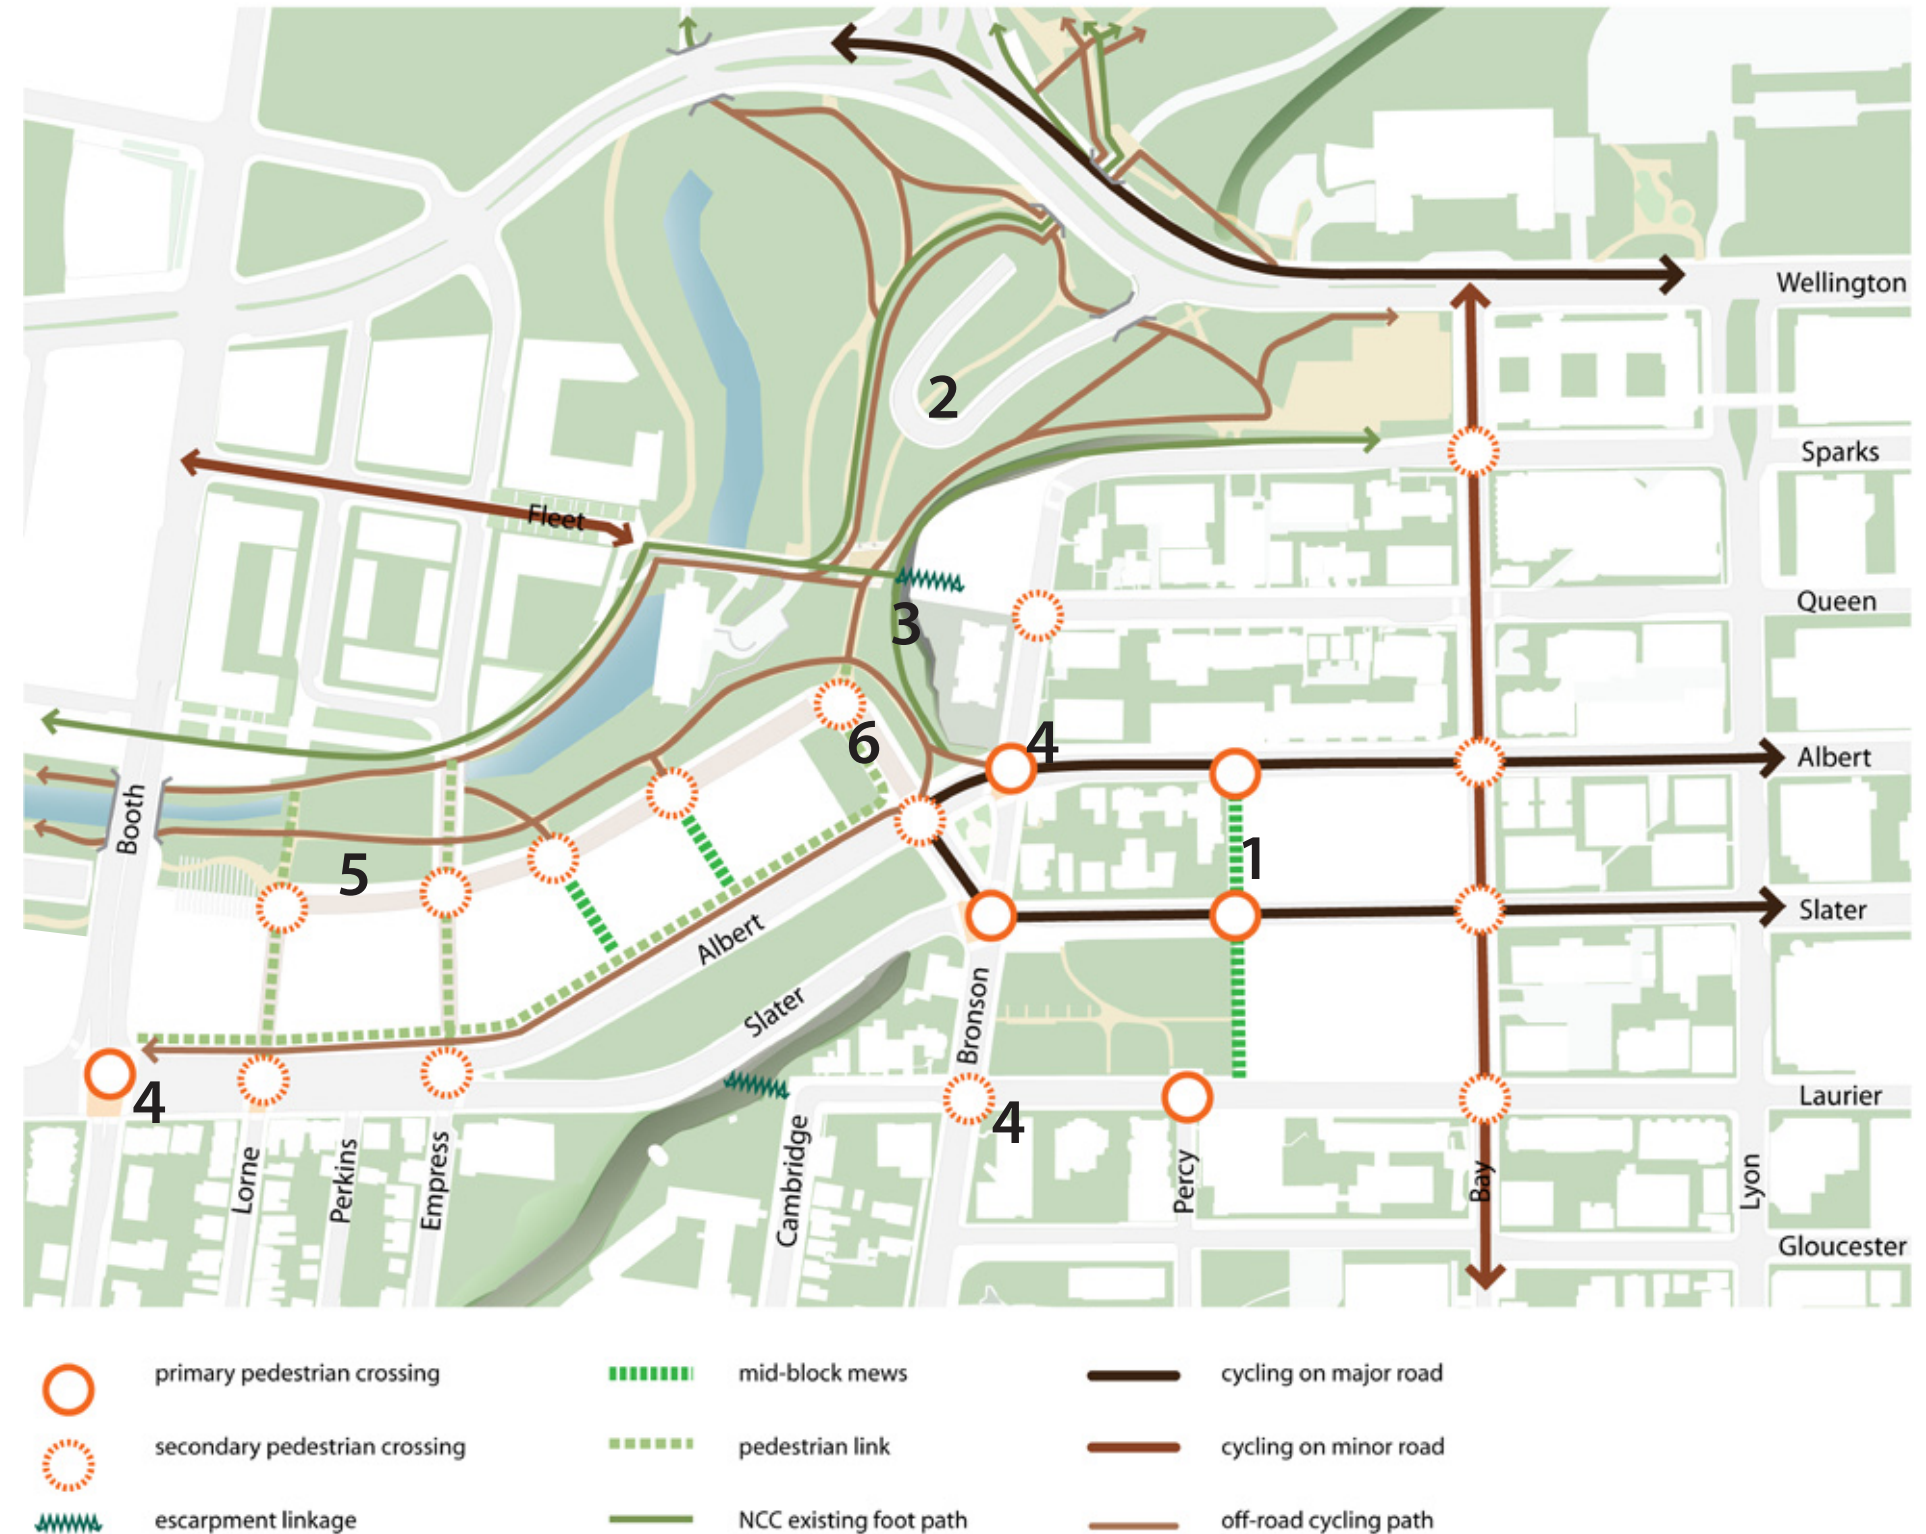 Wellington
2
Sparks
Fleet
Queen
3
6
4
Albert
Booth
5
1
Albert
Slater
Slater
Bronson
4
4
Laurier
Lorne
Perkins
Empress
Cambridge
Percy
Bay
Lyon
Gloucester
primary pedestrian crossing
mid-block mews
cycling on major road
secondary pedestrian crossing
pedestrian link
cycling on minor road
escarpment linkage
NCC existing foot path
off-road cycling path